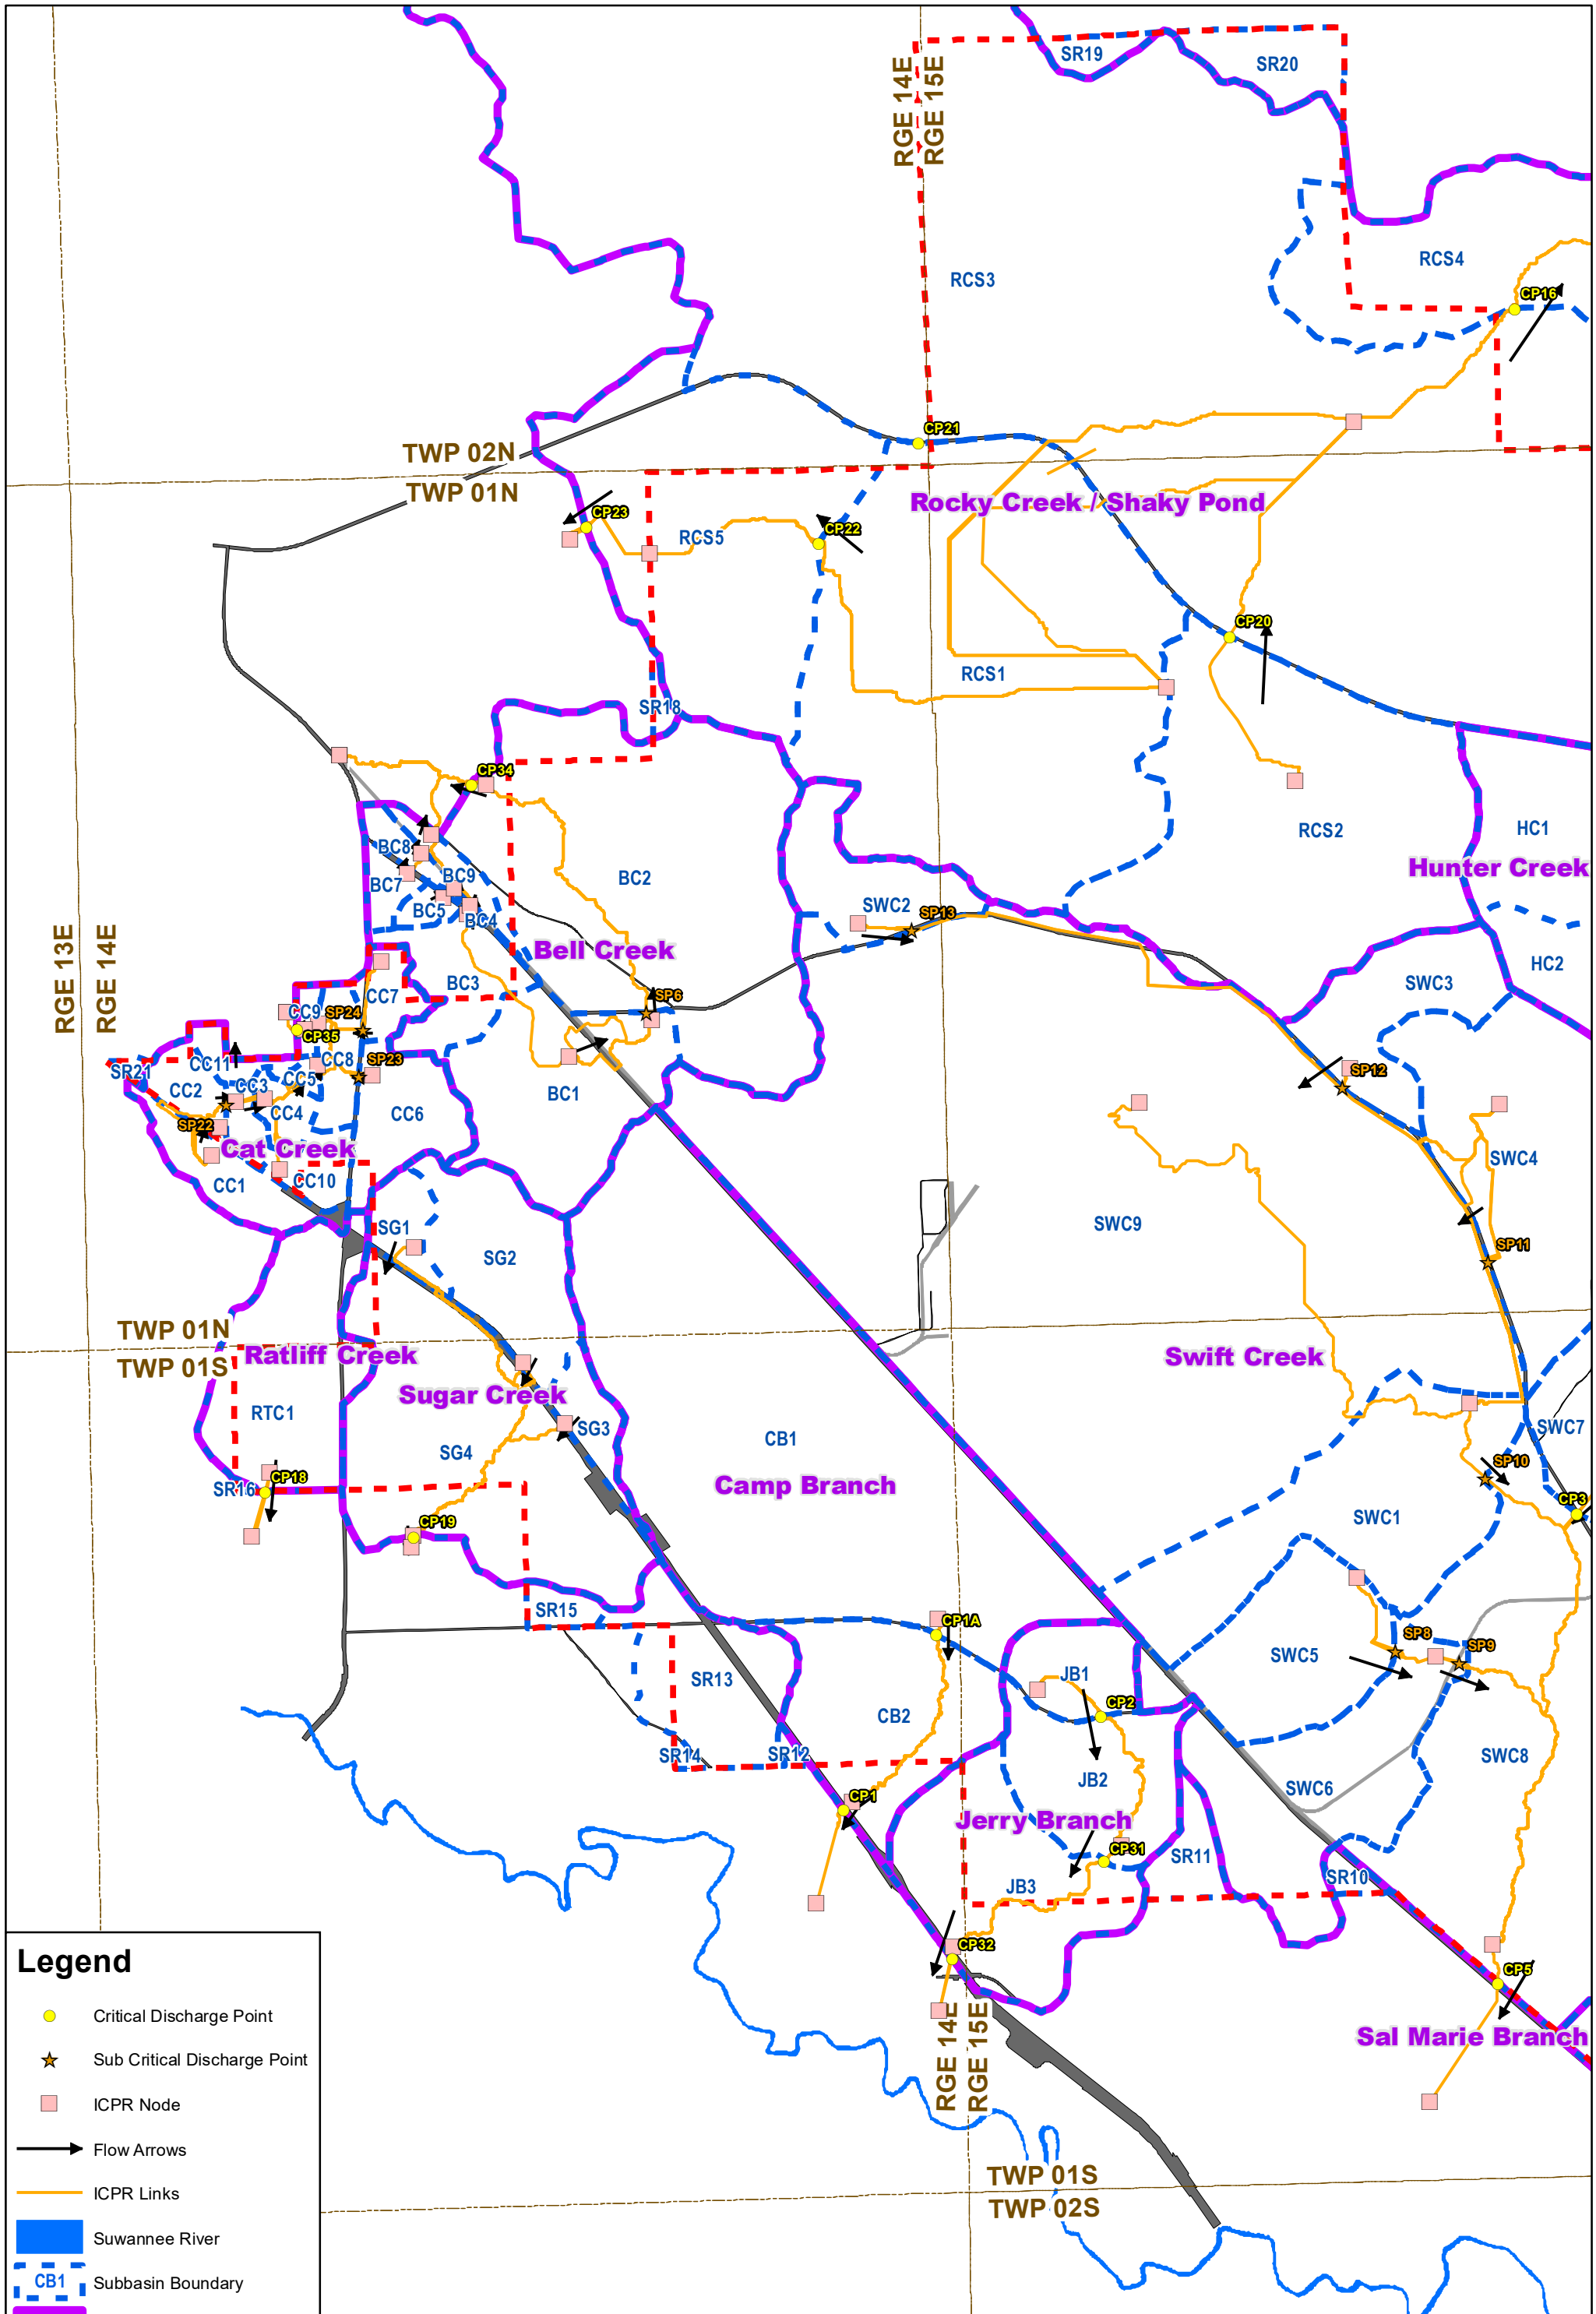 SR19
SR20
RGE 14E
RGE 15E
RCS3
RCS4
CP16
CP21
TWP 02N
TWP 01N
Rocky Creek / Shaky Pond
CP23
RCS5
CP22
CP20
RCS1
SR18
CP34
RCS2
HC1
Hunter Creek
BC8
BC7
BC9
BC5
BC4
BC2
SWC2
SP13
Bell Creek
RGE 13E
RGE 14E
HC2
SWC3
BC3
CC7
SP6
CC9
SP24
CP35
CC8
SP23
SR21
CC11
CC2
CC3
CC5
CC4
CC6
BC1
SP12
SP22
Cat Creek
CC1
CC10
SWC4
SG1
SG2
SWC9
SP11
TWP 01N
TWP 01S
Ratliff Creek
Sugar Creek
Swift Creek
RTC1
SG3
SG4
CB1
SWC7
SP10
SR16
CP18
Camp Branch
CP3
SWC1
CP19
SR15
CP1A
SWC5
SP8
SP9
SR13
JB1
CP2
CB2
SR14
SR12
SWC8
JB2
SWC6
CP1
Jerry Branch
CP31
SR11
SR10
JB3
CP32
CP5
RGE 14E
RGE 15E
Sal Marie Branch
TWP 01S
TWP 02S
Legend
Critical Discharge Point
Sub Critical Discharge Point
ICPR Node
Flow Arrows
ICPR Links
Suwannee River
CB1
Subbasin Boundary